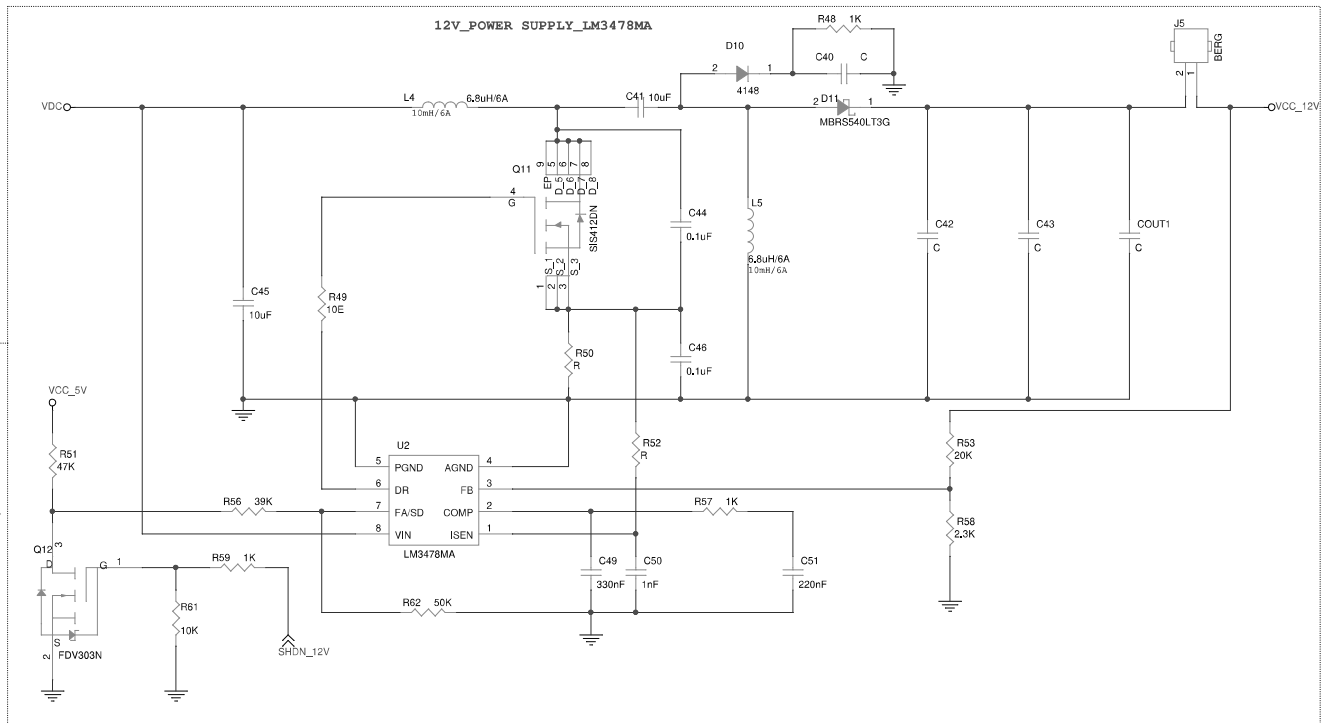 12V_POWER SUPPLY_LM3478MA
R48 1K
J5
BERG
2
1
D10
C40 C
2 1
4148
VDC
L4
6.8uH/6A
10mH/6A
C41 10uF
2 D11 1
MBRS540LT3G
VCC_12V
Q11
9 5 6 7 8
EP D_5 D_6 D_7 D_8
4
G
SIS412DN
S_1 S_2 S_3
1 2 3
C44
0.1uF
L5
6.8uH/6A
10mH/6A
C42
C
C43
C
COUT1
C
C45
10uF
R49
10E
R50
R
C46
0.1uF
VCC_5V
R51
47K
U2
5 PGND AGND 4
6 DR FB 3
7 FA/SD COMP 2
8 VIN ISEN 1
LM3478MA
R52
R
R53
20K
R56 39K
R57 1K
R58
2.3K
Q12
3
D
G
1
S
2
FDV303N
R59 1K
R61
10K
SHDN_12V
R62 50K
C49
330nF
C50
1nF
C51
220nF